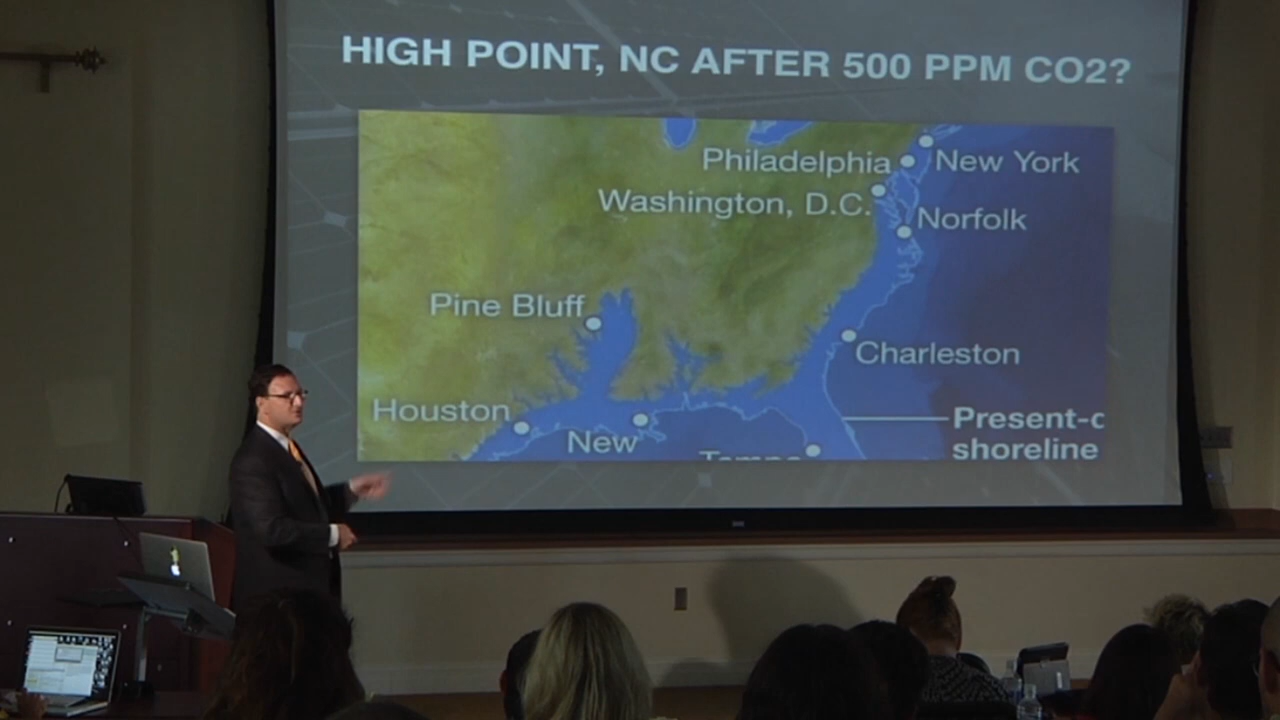 HIGH POINT, NC AFTER 500 PPM CO2?
Philadelphia
New York
Washington, D.C.
Norfolk
Pine Bluff
Charleston
Houston
New
Present-c
shoreline